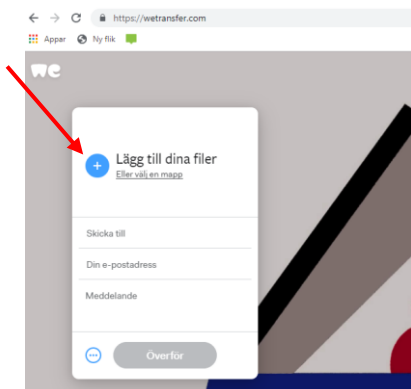 https://wetransfer.com
Appar Ny flik
we
Lägg till dina filer
Eller välj en mapp
Skicka till
Din e-postadress
Meddelande
Överför